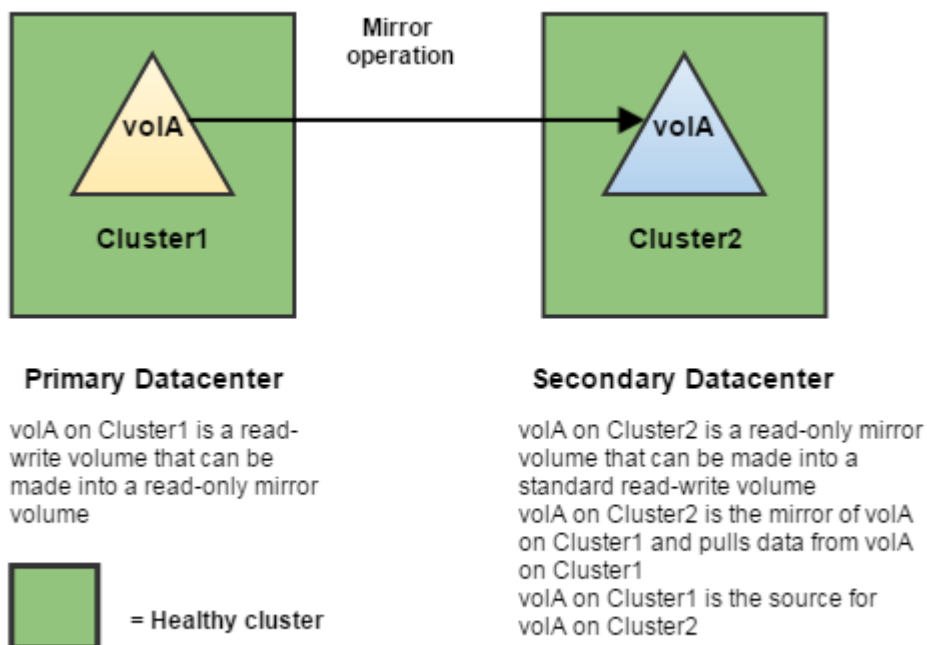 Mirror
operation
volA
volA
Cluster1
Cluster2
Primary Datacenter
volA on Cluster1 is a read-
write volume that can be
made into a read-only mirror
volume
Secondary Datacenter
volA on Cluster2 is a read-only mirror
volume that can be made into a
standard read-write volume
volA on Cluster2 is the mirror of volA
on Cluster1 and pulls data from volA
on Cluster1
volA on Cluster1 is the source for
volA on Cluster2
= Healthy cluster